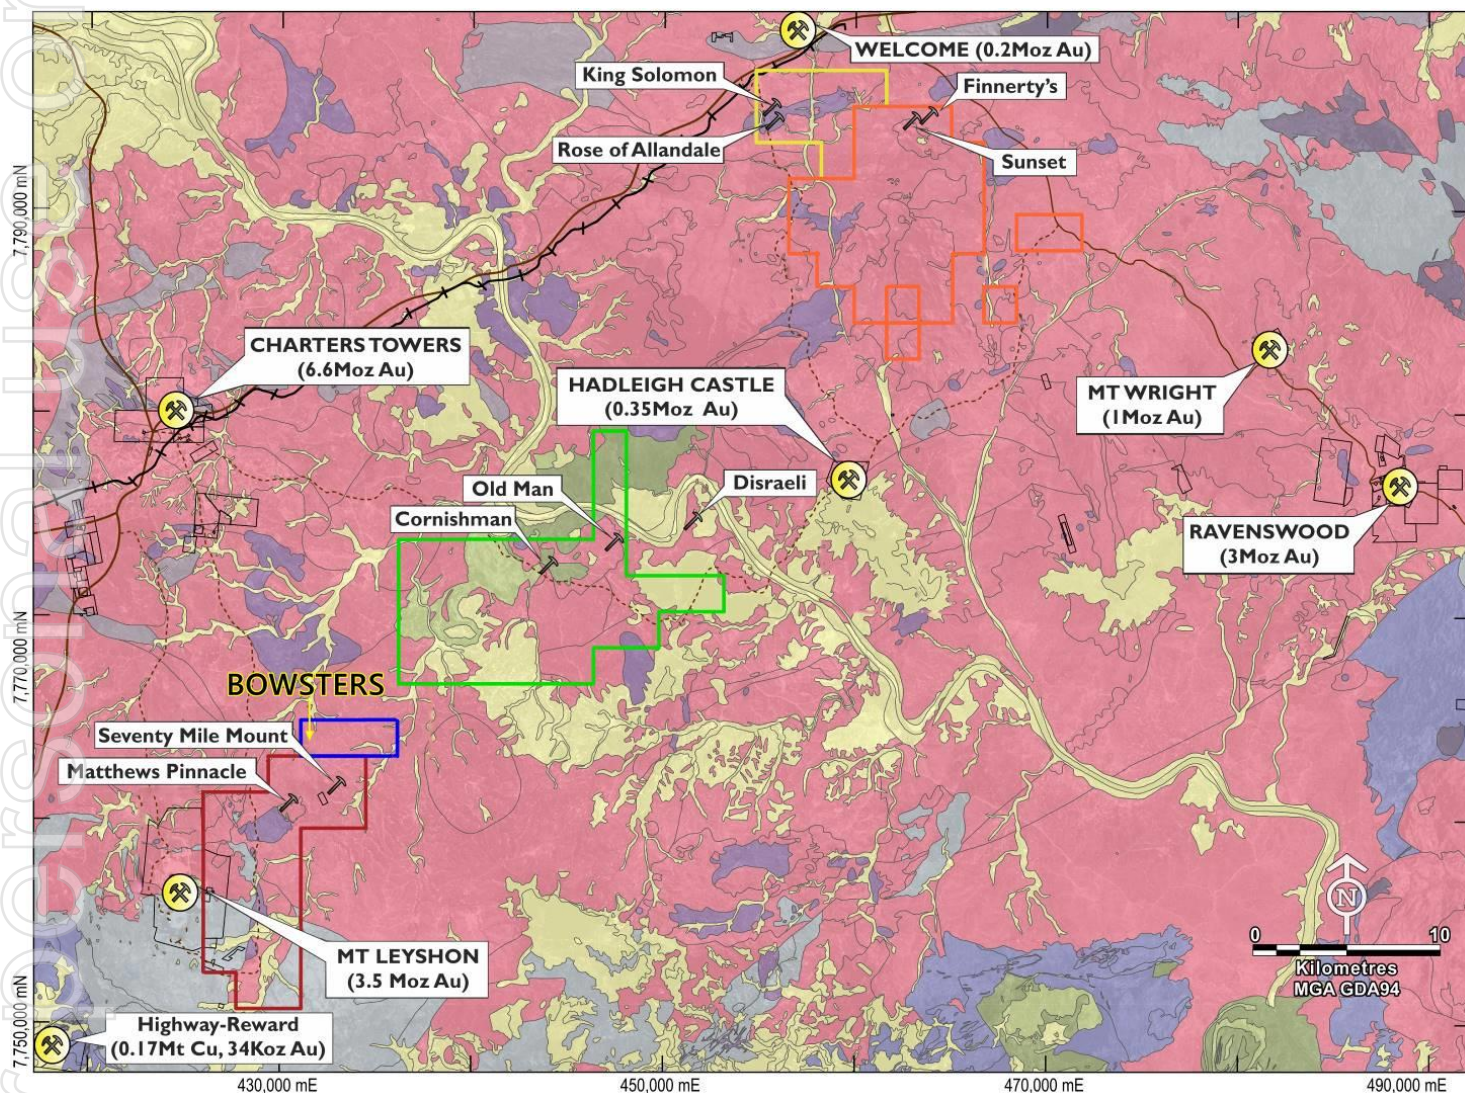 WELCOME (0.2Moz Au)
King Solomon
Finnerty's
Rose of Allandale
Sunset
7,790,000 mN
CHARTERS TOWERS
(6.6Moz Au)
HADLEIGH CASTLE
(0.35Moz Au)
MT WRIGHT
(1Moz Au)
Old Man
Disraeli
Cornishman
RAVENSWOOD
(3Moz Au)
7,770,000 mN
BOWSTERS
Seventy Mile Mount
Matthews Pinnacle
MT LEYSHON
(3.5 Moz Au)
N
0 10
Kilometres
MGA GDA94
7,750,000 mN
Highway-Reward
(0.17Mt Cu, 34Koz Au)
430,000 mE
450,000 mE
470,000 mE
490,000 mE
r personal use on